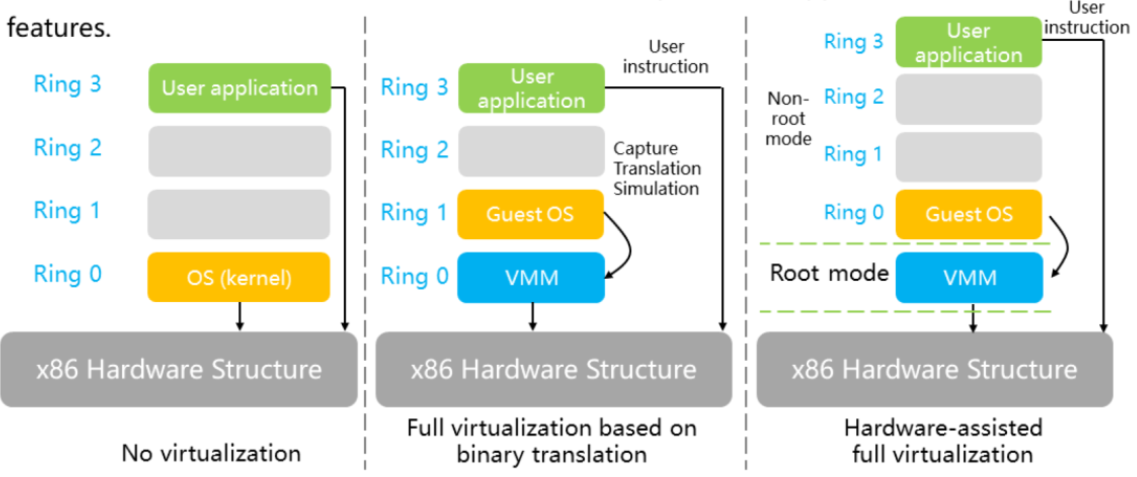 features.
Ring 3
User application
Ring 2
Ring 1
Ring 0
OS (kernel)
x86 Hardware Structure
No virtualization
User
instruction
Ring 3
User
application
Ring 2
Capture
Translation
Simulation
Ring 1
Guest OS
Ring 0
VMM
x86 Hardware Structure
Full virtualization based on
binary translation
User
instruction
Ring 3
User
application
Non-
root
mode
Ring 2
Ring 1
Ring 0
Guest OS
Root mode
VMM
x86 Hardware Structure
Hardware-assisted
full virtualization